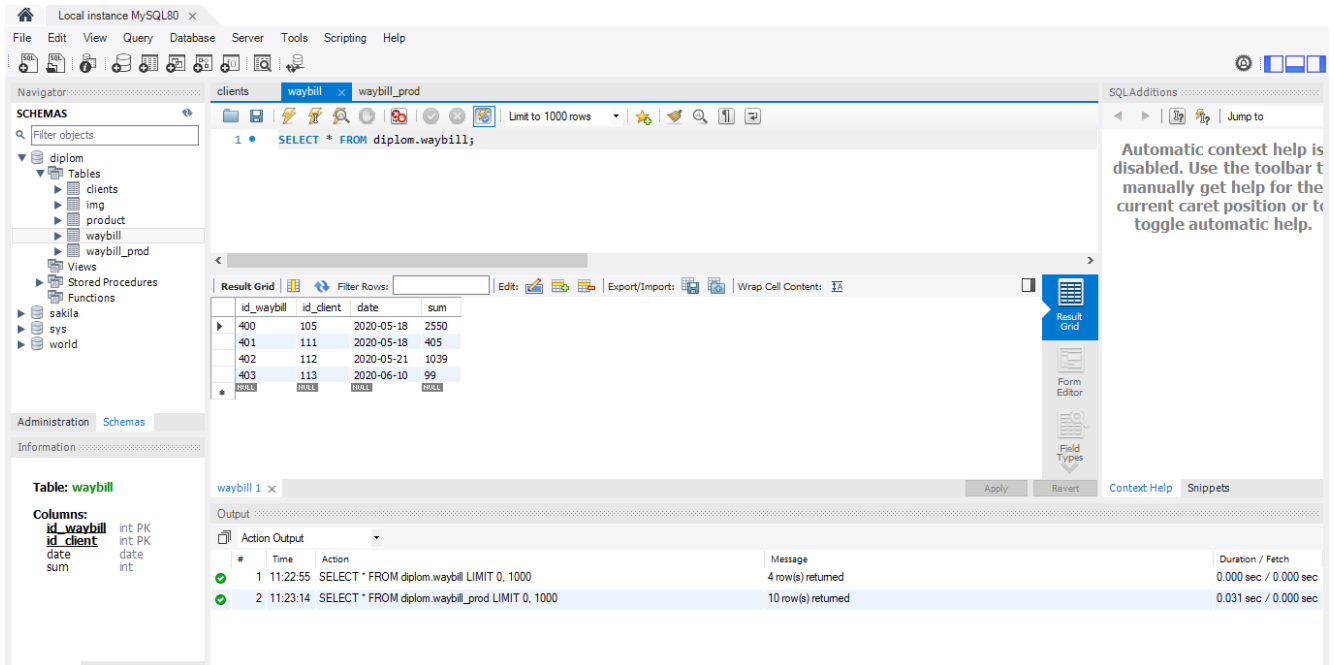 Local instance MySQL80 ×
File Edit View Query Database Server Tools Scripting Help
Navigator
SCHEMAS
Filter objects
diplom
Tables
clients
img
product
waybill
waybill_prod
Views
Stored Procedures
Functions
sakila
sys
world
Administration Schemas
Information
Table: waybill
Columns:
id_waybill int PK
id_client int PK
date date
sum int
clients waybill × waybill_prod
Limit to 1000 rows
1 SELECT * FROM diplom.waybill;
Result Grid Filter Rows: Edit: Export/Import: Wrap Cell Content:
id_waybill id_client date sum
400 105 2020-05-18 2550
401 111 2020-05-18 405
402 112 2020-05-21 1039
403 113 2020-06-10 99
NULL NULL NULL NULL
Result
Grid
Form
Editor
Field
Types
waybill 1 × Apply Revert
SQLAdditions
Jump to
Automatic context help is
disabled. Use the toolbar t
manually get help for the
current caret position or to
toggle automatic help.
Context Help Snippets
Output
Action Output
# Time Action Message Duration / Fetch
1 11:22:55 SELECT * FROM diplom.waybill LIMIT 0, 1000 4 row(s) returned 0.000 sec / 0.000 sec
2 11:23:14 SELECT * FROM diplom.waybill_prod LIMIT 0, 1000 10 row(s) returned 0.031 sec / 0.000 sec